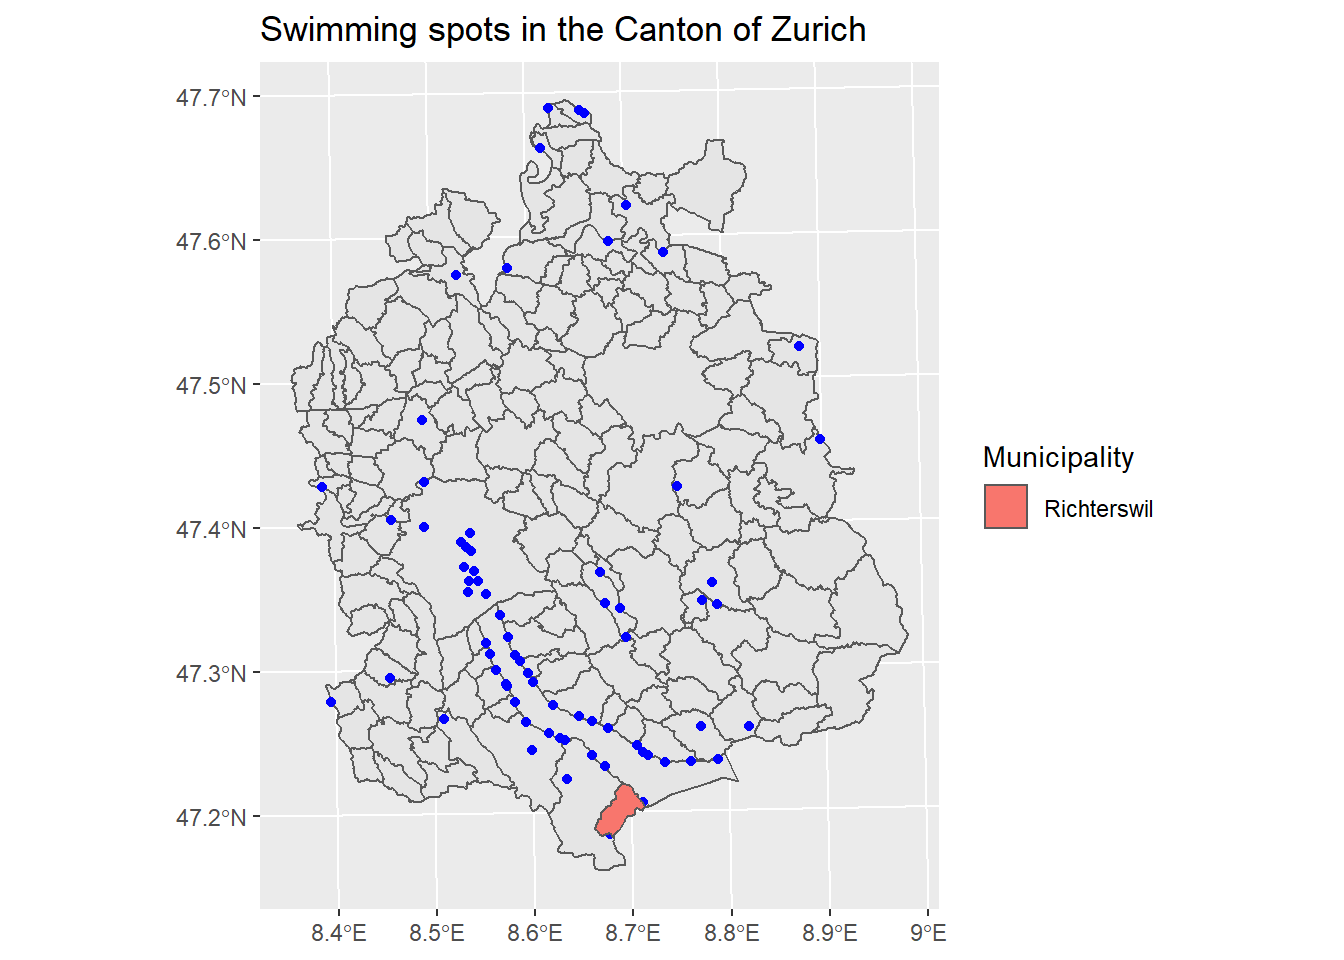 Swimming spots in the Canton of Zurich
47.7°N
47.6°N
47.5°N
47.4°N
47.3°N
47.2°N
8.4°E 8.5°E 8.6°E 8.7°E 8.8°E 8.9°E 9°E
Municipality
Richterswil